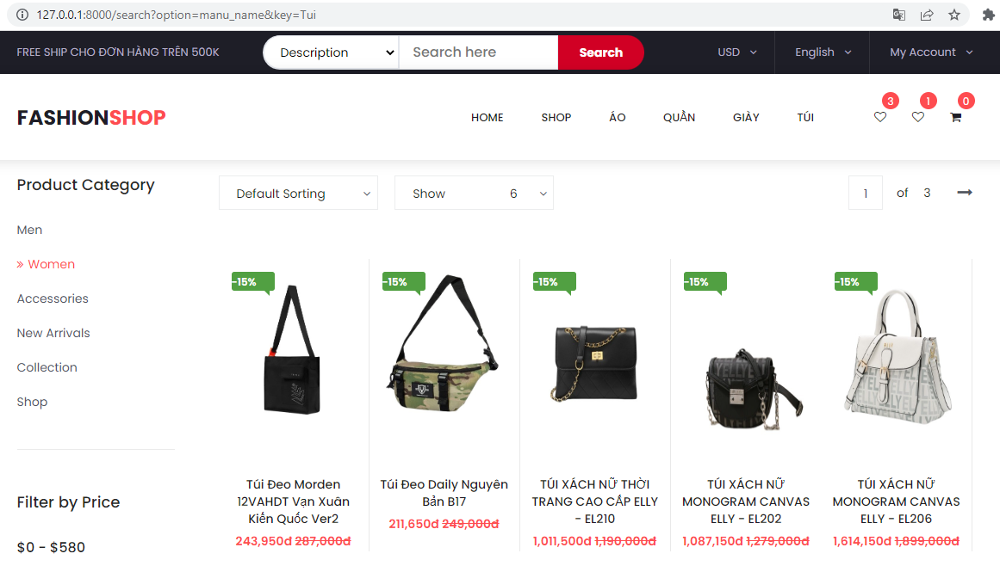 127.0.0.1:8000/search?option=manu_name&key=Tui
FREE SHIP CHO ĐƠN HÀNG TRÊN 500K
Description
Search here
Search
USD
English
My Account
FASHIONSHOP
HOME
SHOP
ÁO
QUẦN
GIÀY
TÚI
3
1
0
Product Category
Men
» Women
Accessories
New Arrivals
Collection
Shop
Filter by Price
$0 - $580
Default Sorting
Show 6
1 of 3
-15%
Túi Đeo Morden
12VAHDT Vạn Xuân
Kiến Quốc Ver2
243,950đ 287,000đ
-15%
Túi Đeo Daily Nguyên
Bản B17
211,650đ 249,000đ
-15%
TÚI XÁCH NỮ THỜI
TRANG CAO CẤP ELLY
- EL210
1,011,500đ 1,190,000đ
-15%
TÚI XÁCH NỮ
MONOGRAM CANVAS
ELLY - EL202
1,087,150đ 1,279,000đ
-15%
TÚI XÁCH NỮ
MONOGRAM CANVAS
ELLY - EL206
1,614,150đ 1,899,000đ